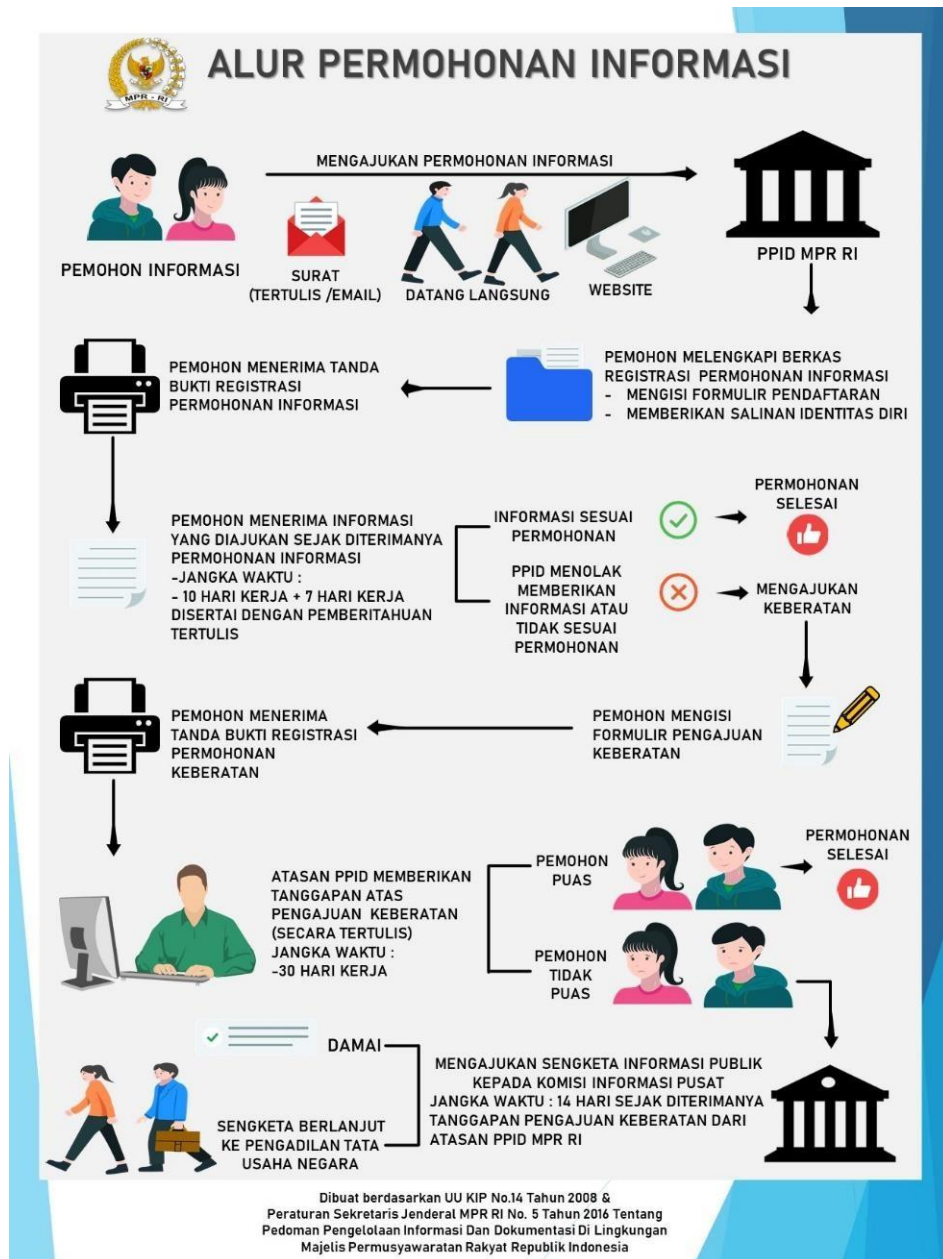 ALUR PERMOHONAN INFORMASI
MPR - RI
MENGAJUKAN PERMOHONAN INFORMASI
PEMOHON INFORMASI
SURAT
(TERTULIS /EMAIL)
DATANG LANGSUNG
WEBSITE
PPID MPR RI
PEMOHON MELENGKAPI BERKAS
REGISTRASI PERMOHONAN INFORMASI
- MENGISI FORMULIR PENDAFTARAN
- MEMBERIKAN SALINAN IDENTITAS DIRI
PEMOHON MENERIMA TANDA
BUKTI REGISTRASI
PERMOHONAN INFORMASI
PEMOHON MENERIMA INFORMASI
YANG DIAJUKAN SEJAK DITERIMANYA
PERMOHONAN INFORMASI
-JANGKA WAKTU :
- 10 HARI KERJA + 7 HARI KERJA
DISERTAI DENGAN PEMBERITAHUAN
TERTULIS
INFORMASI SESUAI
PERMOHONAN
PERMOHONAN
SELESAI
PPID MENOLAK
MEMBERIKAN
INFORMASI ATAU
TIDAK SESUAI
PERMOHONAN
MENGAJUKAN
KEBERATAN
PEMOHON MENGISI
FORMULIR PENGAJUAN
KEBERATAN
PEMOHON MENERIMA
TANDA BUKTI REGISTRASI
PERMOHONAN
KEBERATAN
ATASAN PPID MEMBERIKAN
TANGGAPAN ATAS
PENGAJUAN KEBERATAN
(SECARA TERTULIS)
JANGKA WAKTU :
-30 HARI KERJA
PEMOHON
PUAS
PERMOHONAN
SELESAI
PEMOHON
TIDAK
PUAS
MENGAJUKAN SENGKETA INFORMASI PUBLIK
KEPADA KOMISI INFORMASI PUSAT
JANGKA WAKTU : 14 HARI SEJAK DITERIMANYA
TANGGAPAN PENGAJUAN KEBERATAN DARI
ATASAN PPID MPR RI
DAMAI
SENGKETA BERLANJUT
KE PENGADILAN TATA
USAHA NEGARA
Dibuat berdasarkan UU KIP No.14 Tahun 2008 &
Peraturan Sekretaris Jenderal MPR RI No. 5 Tahun 2016 Tentang
Pedoman Pengelolaan Informasi Dan Dokumentasi Di Lingkungan
Majelis Permusyawaratan Rakyat Republik Indonesia